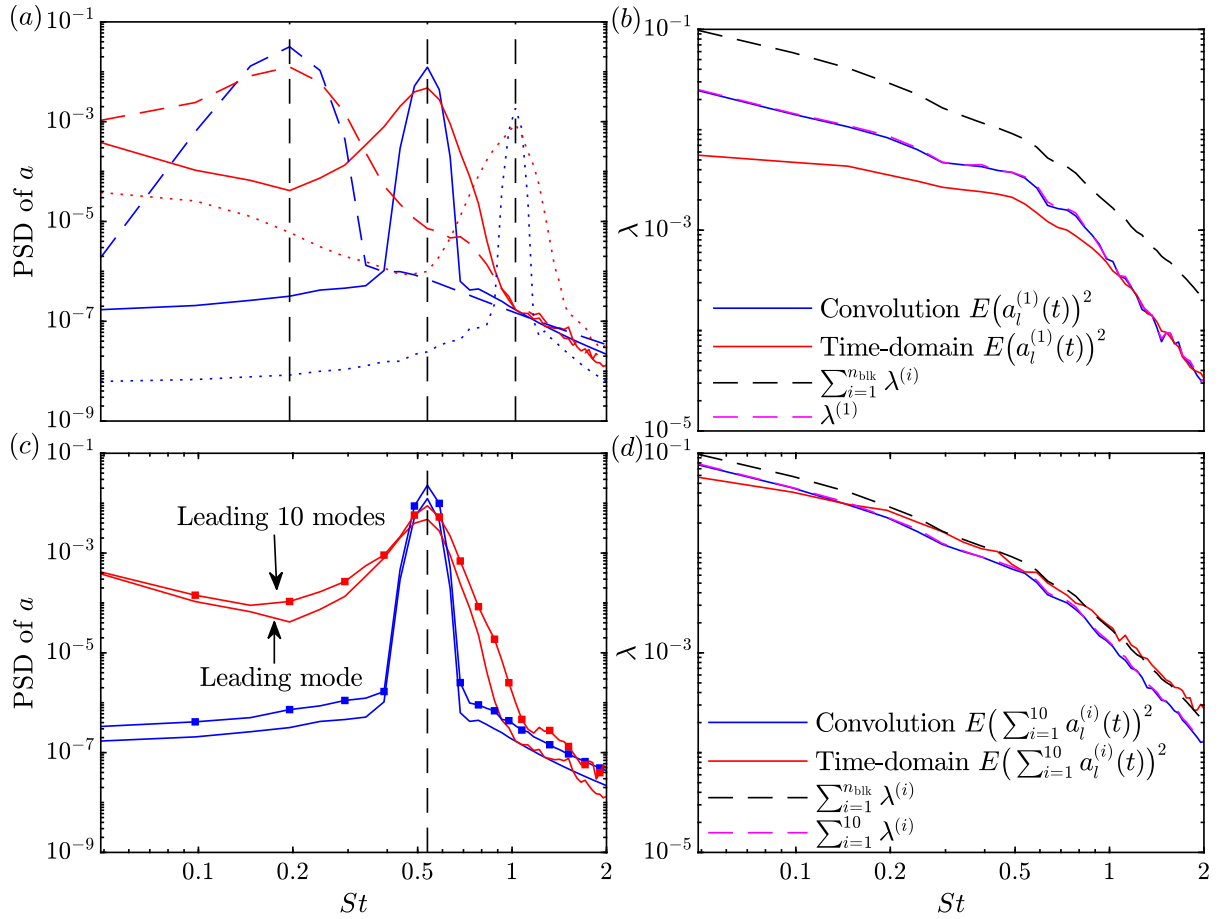 (a)
10^{-1}
10^{-3}
10^{-5}
10^{-7}
10^{-9}
PSD of a
(b)
10^{-1}
10^{-3}
10^{-5}
λ
Convolution E(a_l^{(1)}(t))^2
Time-domain E(a_l^{(1)}(t))^2
∑_{i=1}^{n_{blk}} λ^{(i)}
λ^{(1)}
(c)
10^{-1}
10^{-3}
10^{-5}
10^{-7}
10^{-9}
PSD of a
Leading 10 modes
Leading mode
0.1 0.2 0.5 1 2
St
(d)
10^{-1}
10^{-3}
10^{-5}
λ
Convolution E(∑_{i=1}^{10} a_l^{(i)}(t))^2
Time-domain E(∑_{i=1}^{10} a_l^{(i)}(t))^2
∑_{i=1}^{n_{blk}} λ^{(i)}
∑_{i=1}^{10} λ^{(i)}
0.1 0.2 0.5 1 2
St